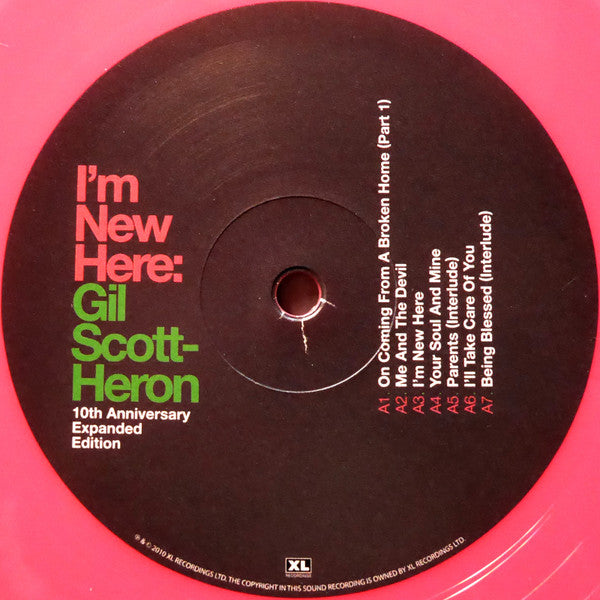 I'm
New
Here:
Gil
Scott-
Heron
10th Anniversary
Expanded
Edition
A1. On Coming From A Broken Home (Part 1)
A2. Me And The Devil
A3. I'm New Here
A4. Your Soul And Mine
A5. Parents (Interlude)
A6. I'll Take Care Of You
A7. Being Blessed (Interlude)
℗ & © 2010 XL RECORDINGS LTD. THE COPYRIGHT IN THIS SOUND RECORDING IS OWNED BY XL RECORDINGS LTD.
XL
RECORDINGS